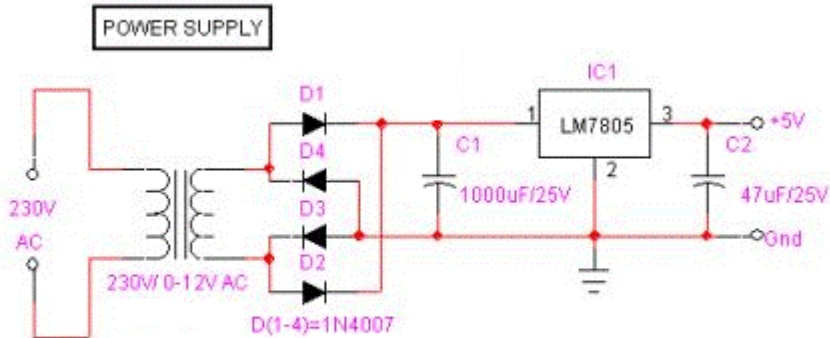 POWER SUPPLY
IC1
D1
1
LM7805
3
+5V
D4
C1
2
C2
230V
D3
1000uF/25V
47uF/25V
AC
D2
Gnd
230V/ 0-12V AC
D(1-4)=1N4007